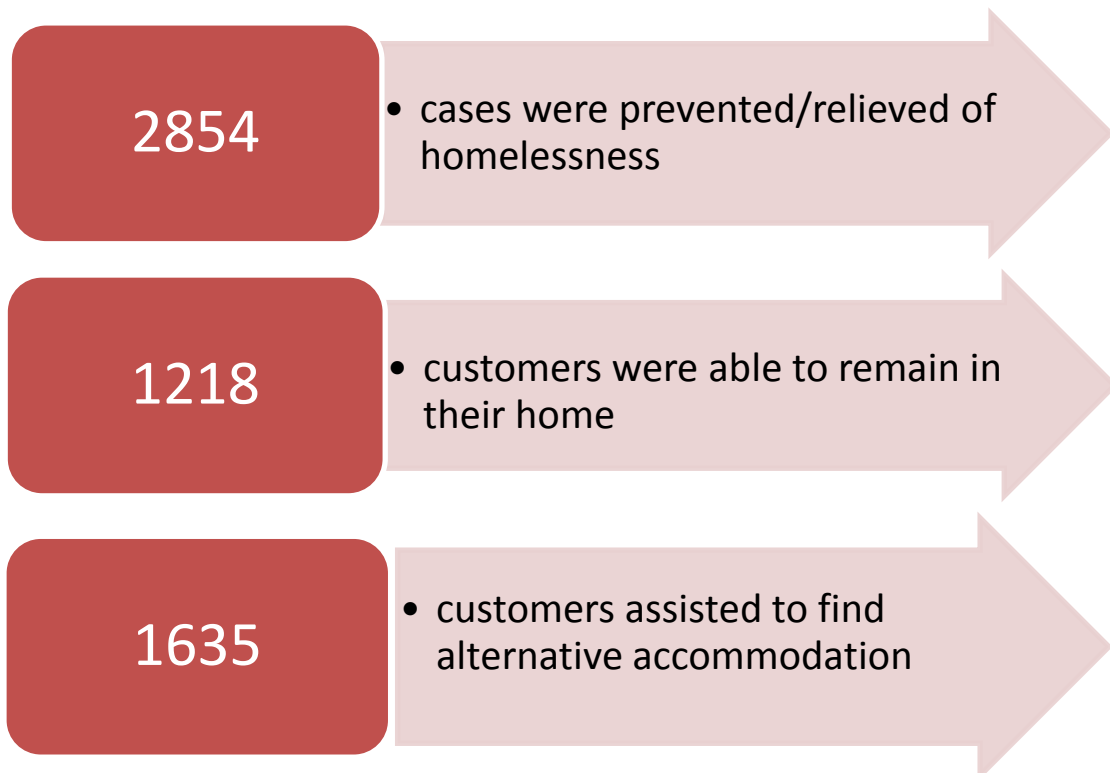 2854
• cases were prevented/relieved of
homelessness
1218
• customers were able to remain in
their home
1635
• customers assisted to find
alternative accommodation